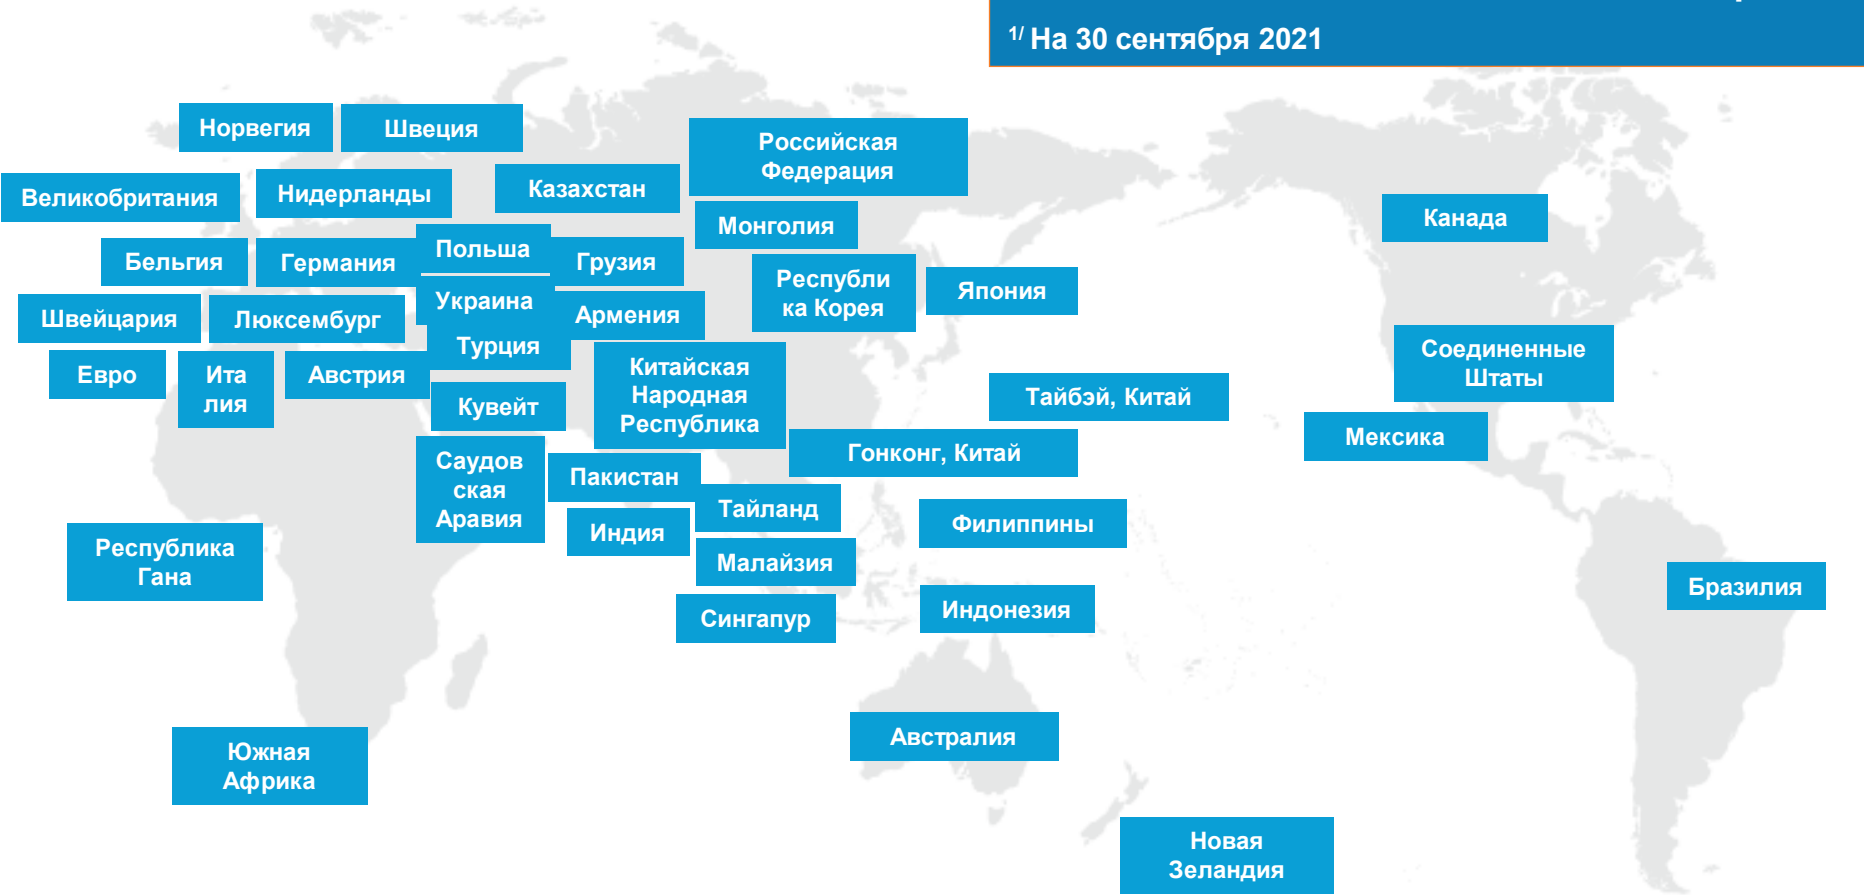 1/ На 30 сентября 2021
Норвегия
Швеция
Российская
Федерация
Великобритания
Нидерланды
Казахстан
Монголия
Канада
Бельгия
Германия
Польша
Грузия
Республи
ка Корея
Япония
Швейцария
Люксембург
Украина
Армения
Турция
Соединенные
Штаты
Евро
Ита
лия
Австрия
Кувейт
Китайская
Народная
Республика
Тайбэй, Китай
Мексика
Гонконг, Китай
Саудов
ская
Аравия
Пакистан
Тайланд
Филиппины
Индия
Республика
Гана
Малайзия
Бразилия
Сингапур
Индонезия
Австралия
Южная
Африка
Новая
Зеландия